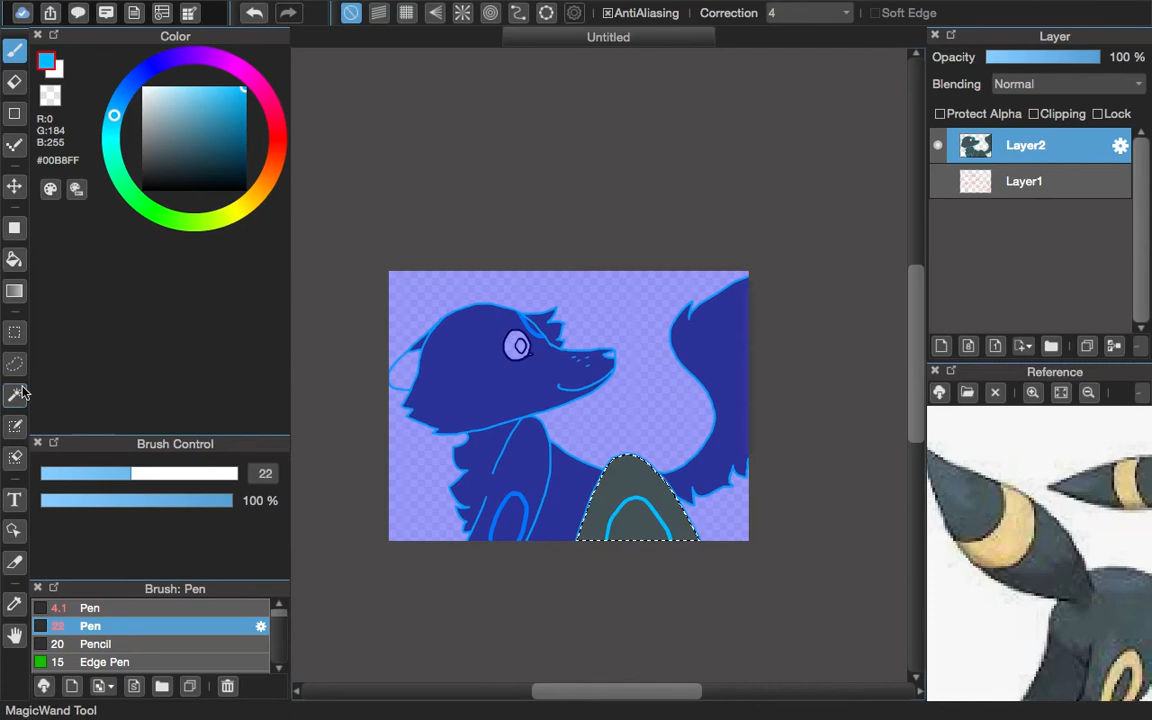 AntiAliasing Correction 4 Soft Edge
Color
Untitled
Layer
R:0
G:184
B:255
#00B8FF
Opacity 100 %
Blending Normal
Protect Alpha Clipping Lock
Layer2
Layer1
Reference
Brush Control
22
100 %
Brush: Pen
4.1 Pen
22 Pen
20 Pencil
15 Edge Pen
MagicWand Tool